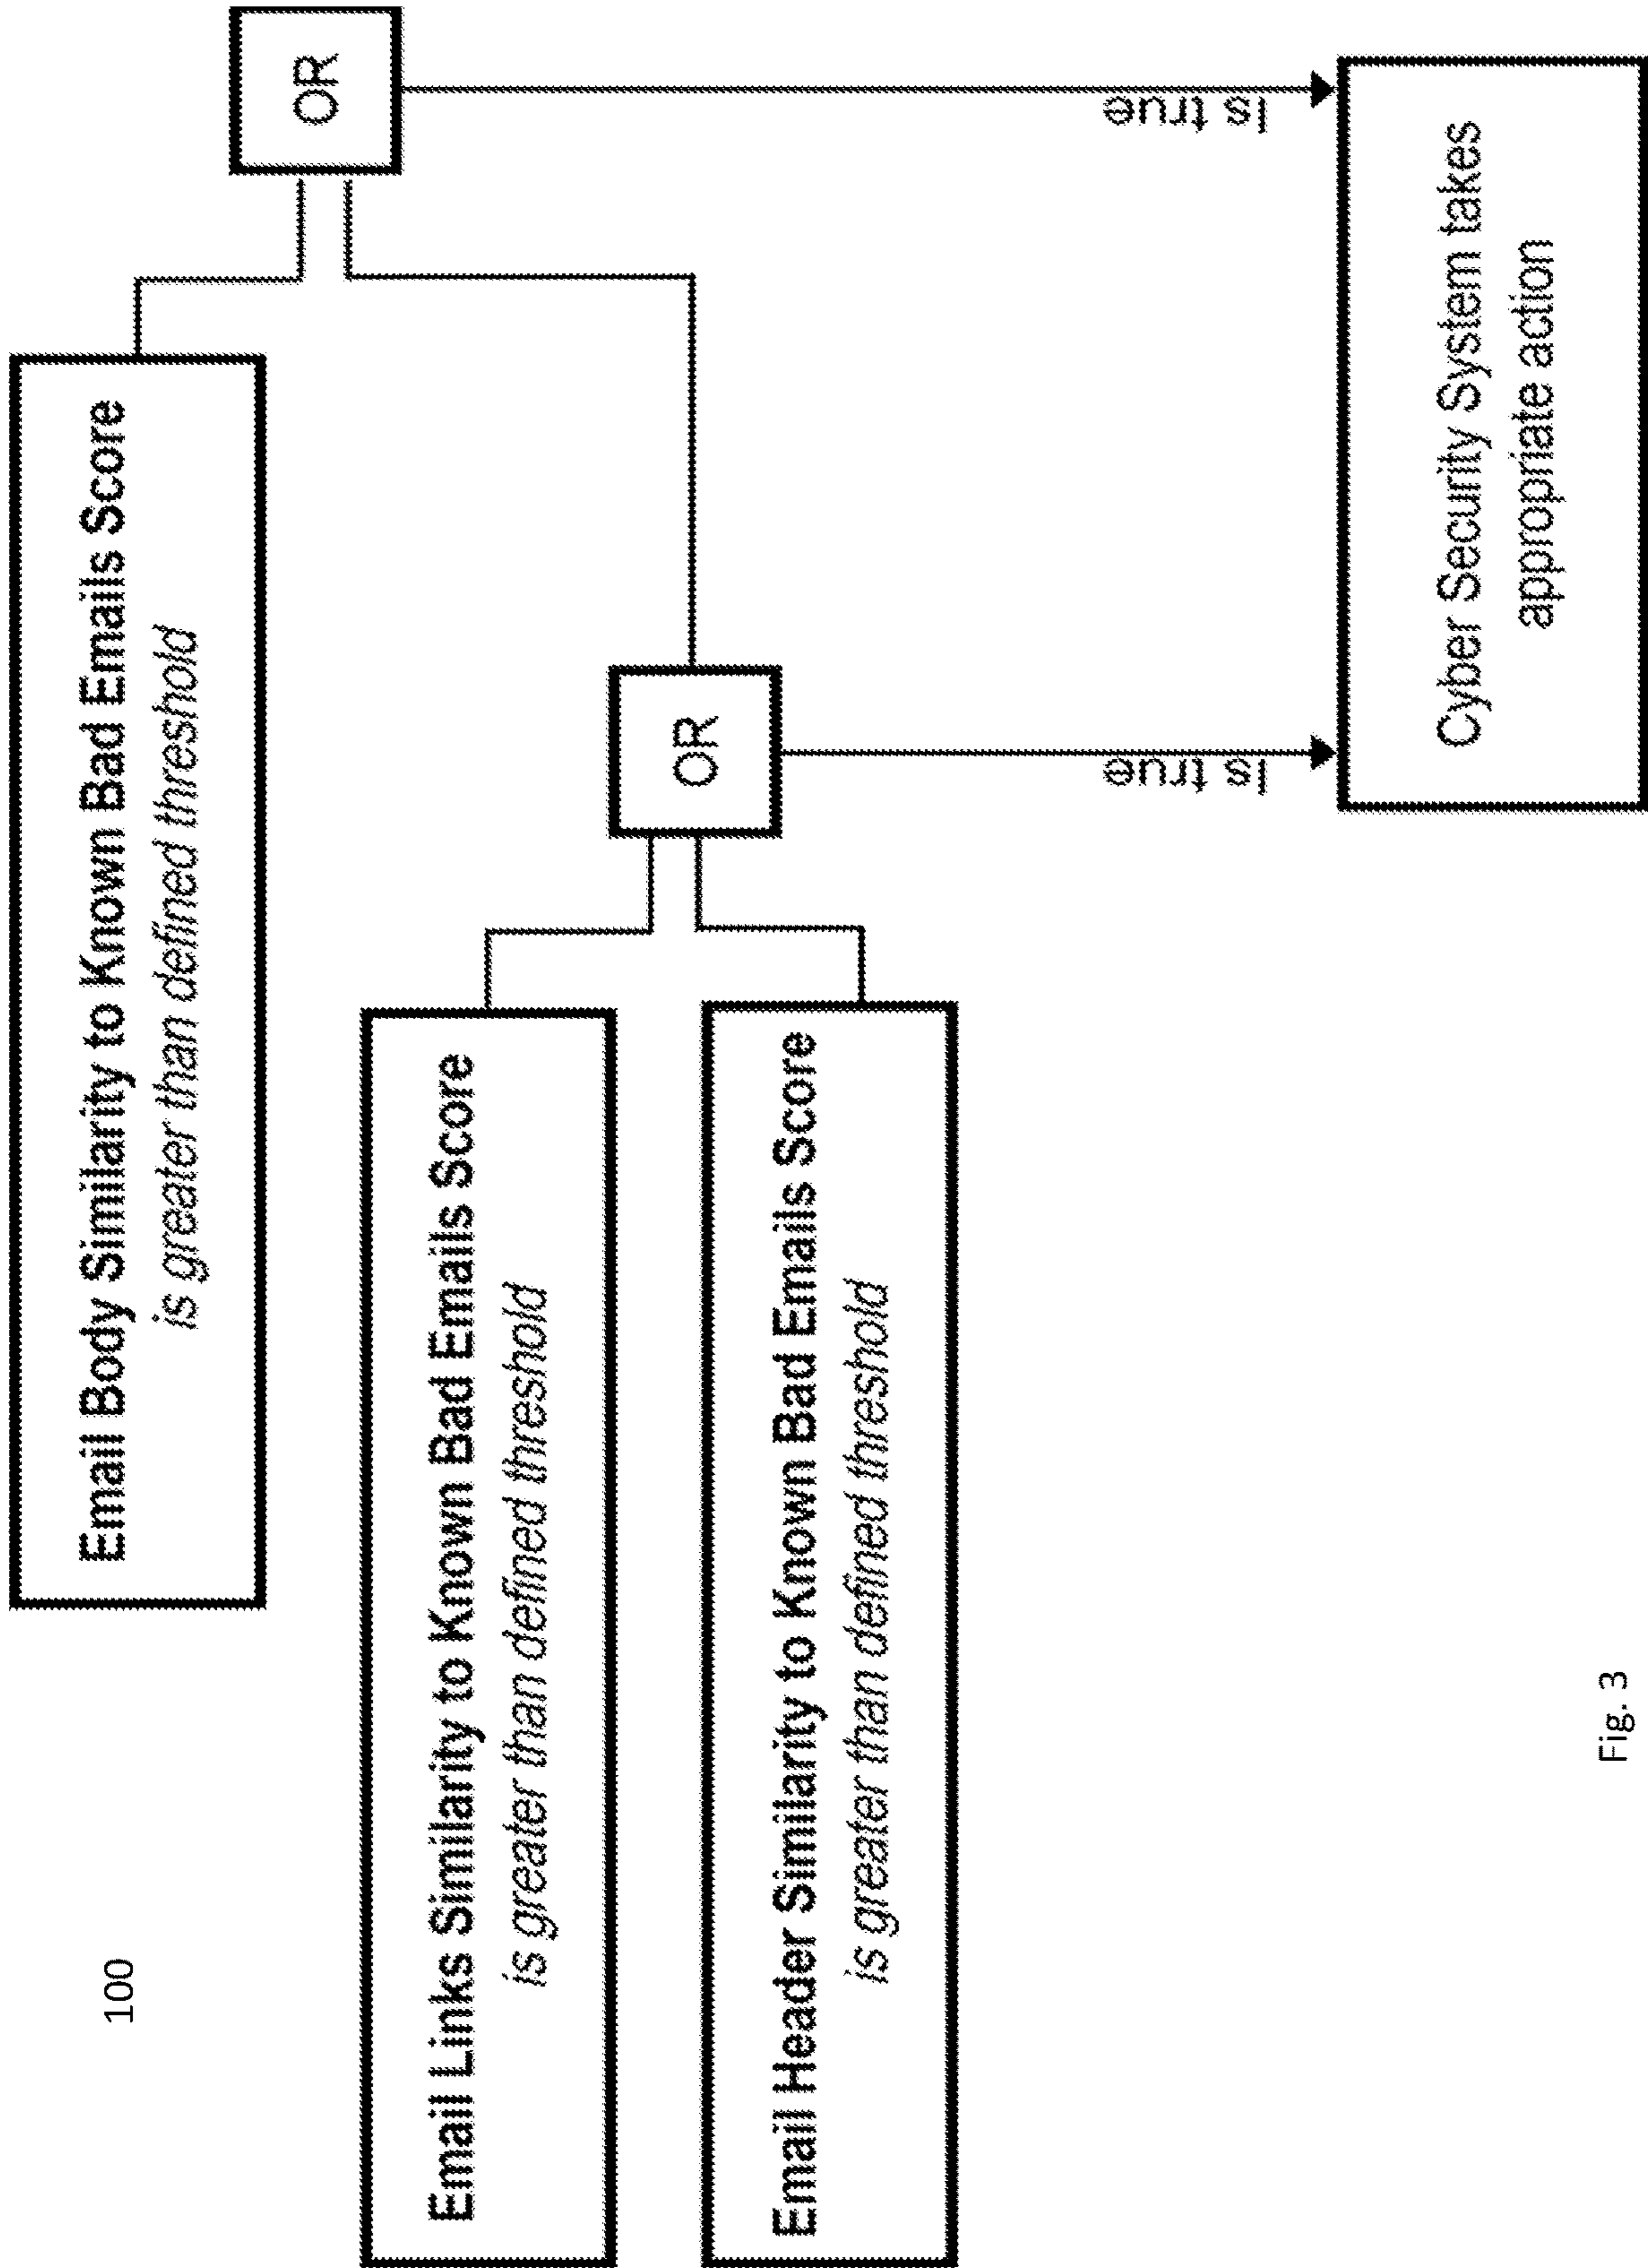 100
Email Body Similarity to Known Bad Emails Score
is greater than defined threshold
OR
Email Links Similarity to Known Bad Emails Score
is greater than defined threshold
OR
Email Header Similarity to Known Bad Emails Score
is greater than defined threshold
is true
is true
Cyber Security System takes
appropriate action
Fig. 3